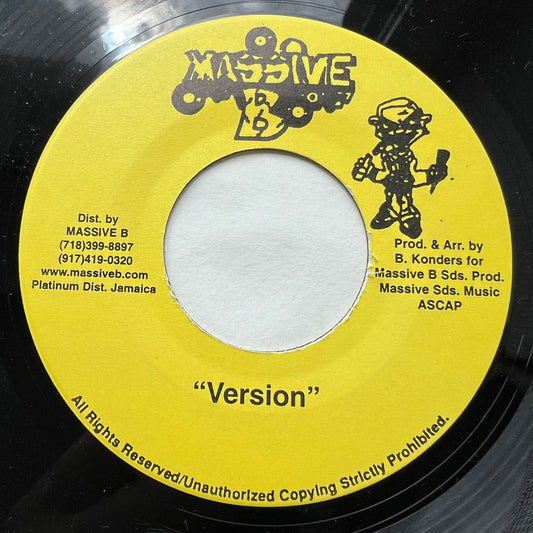 MASSIVE
B
Dist. by
MASSIVE B
(718)399-8897
(917)419-0320
www.massiveb.com
Platinum Dist. Jamaica
Prod. & Arr. by
B. Konders for
Massive B Sds. Prod.
Massive Sds. Music
ASCAP
“Version”
All Rights Reserved/Unauthorized Copying Strictly Prohibited.